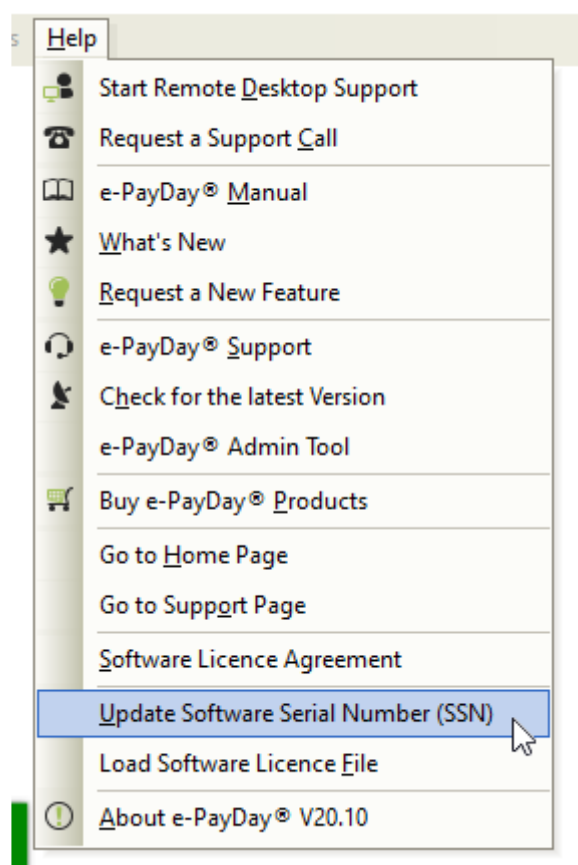 s Help
Start Remote Desktop Support
Request a Support Call
e-PayDay® Manual
What's New
Request a New Feature
e-PayDay® Support
Check for the latest Version
e-PayDay® Admin Tool
Buy e-PayDay® Products
Go to Home Page
Go to Support Page
Software Licence Agreement
Update Software Serial Number (SSN)
Load Software Licence File
About e-PayDay® V20.10